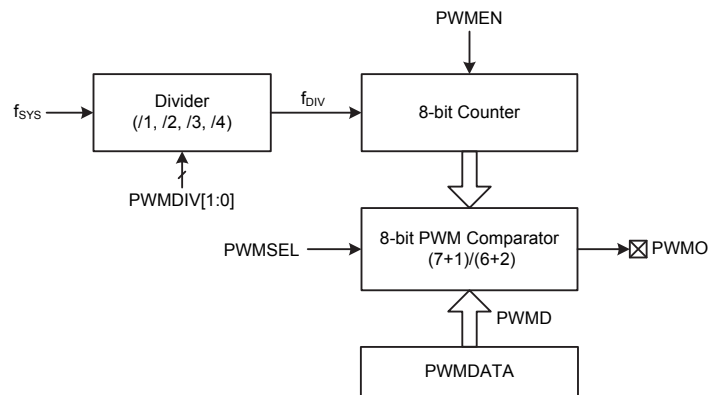 PWMEN
fSYS
Divider
(/1, /2, /3, /4)
fDIV
8-bit Counter
PWMDIV[1:0]
PWMSEL
8-bit PWM Comparator
(7+1)/(6+2)
PWMO
PWMD
PWMDATA